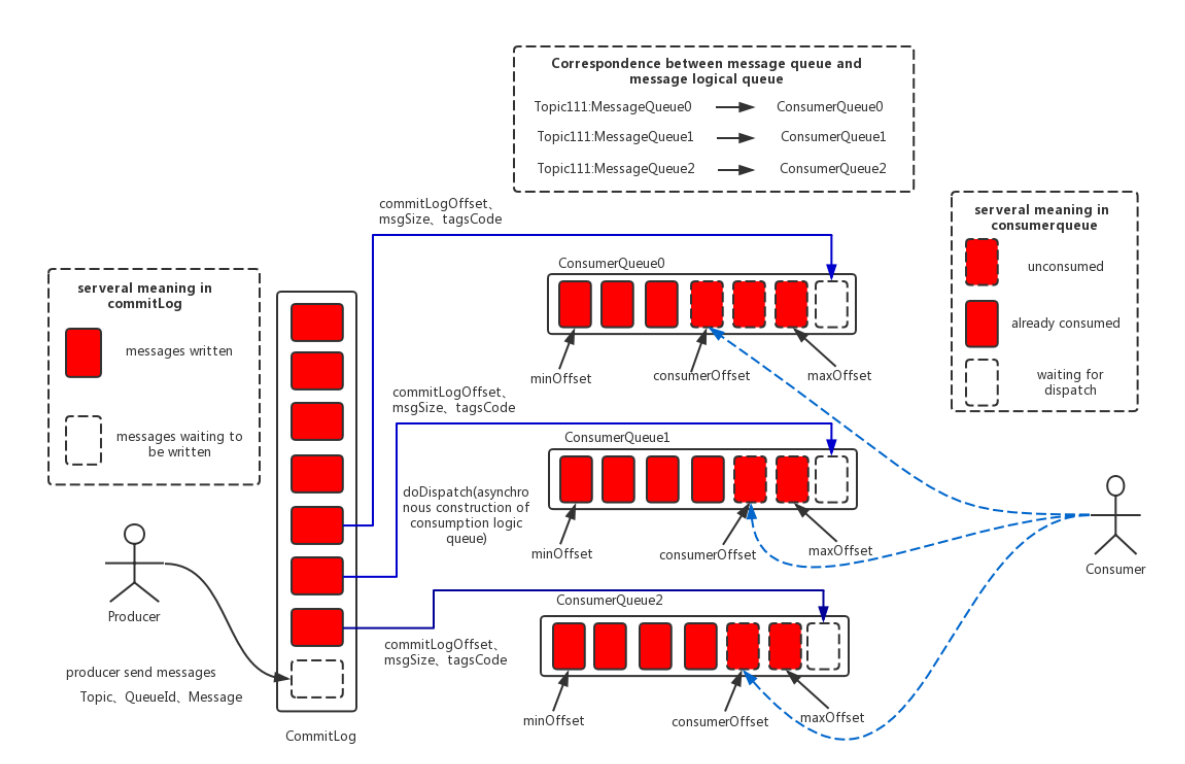 Correspondence between message queue and
message logical queue
Topic111:MessageQueue0
ConsumerQueue0
Topic111:MessageQueue1
ConsumerQueue1
Topic111:MessageQueue2
ConsumerQueue2
serveral meaning in
consumerqueue
unconsumed
already consumed
waiting for
dispatch
serveral meaning in
commitLog
messages written
messages waiting to
be written
commitLogOffset、
msgSize、tagsCode
ConsumerQueue0
minOffset
consumerOffset
maxOffset
commitLogOffset、
msgSize、tagsCode
ConsumerQueue1
doDispatch(asynchro
nous construction of
consumption logic
queue)
minOffset
consumerOffset
maxOffset
Consumer
Producer
ConsumerQueue2
commitLogOffset、
msgSize、tagsCode
minOffset
consumerOffset
maxOffset
producer send messages
Topic、QueueId、Message
CommitLog